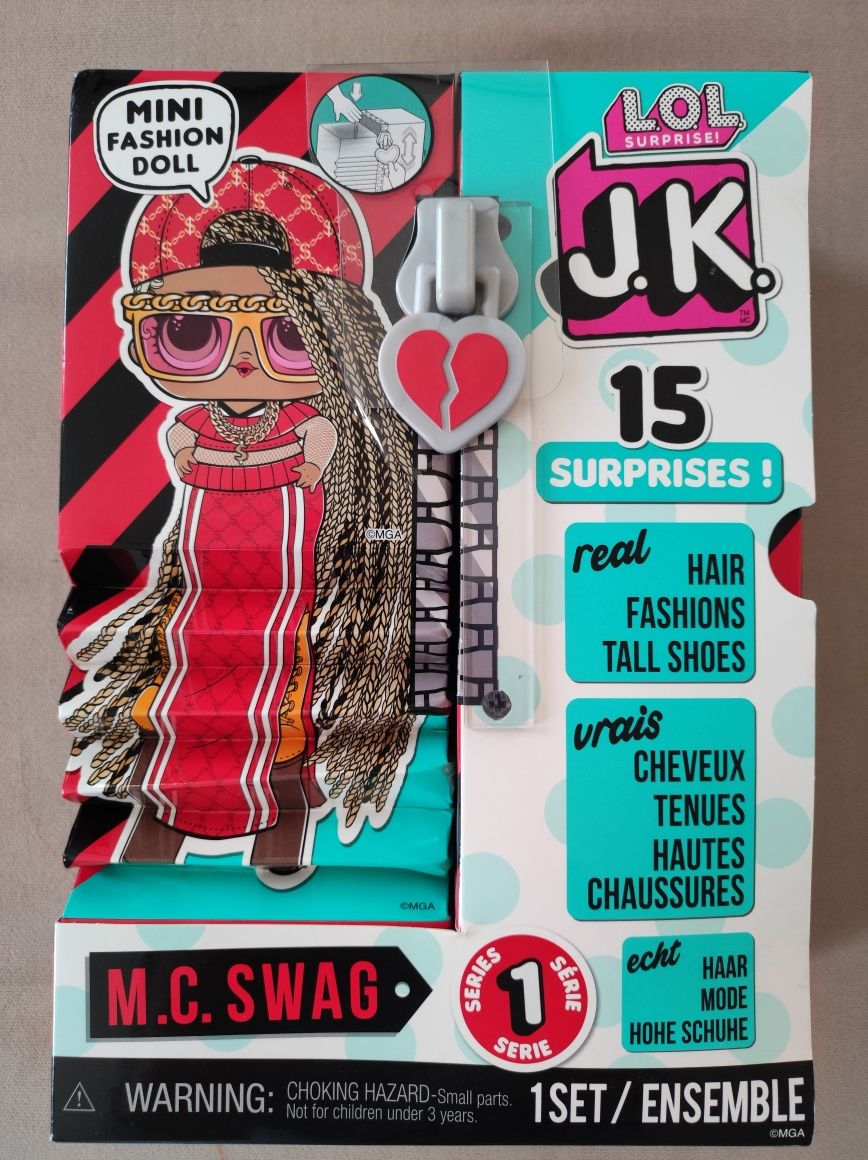 MINI
FASHION
DOLL
L.O.L.
SURPRISE!
J.K.
TM
MC
15
SURPRISES !
real
HAIR
FASHIONS
TALL SHOES
©MGA
vrais
CHEVEUX
TENUES
HAUTES
CHAUSSURES
©MGA
M.C. SWAG
SERIES
SÉRIE
1
SERIE
echt
HAAR
MODE
HOHE SCHUHE
WARNING:
CHOKING HAZARD-Small parts.
Not for children under 3 years.
1 SET / ENSEMBLE
©MGA